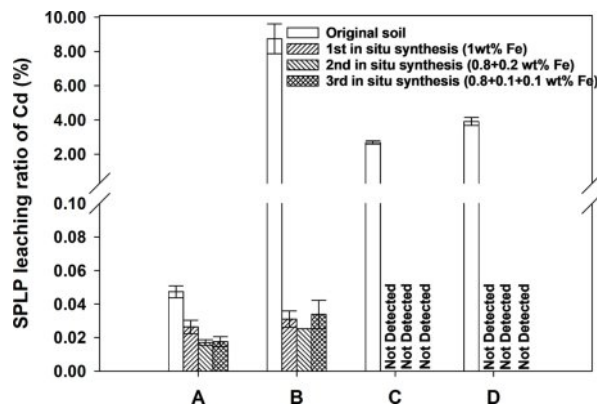 SPLP leaching ratio of Cd (%)
10.00
8.00
6.00
4.00
2.00
0.10
0.08
0.06
0.04
0.02
0.00
Original soil
1st in situ synthesis (1wt% Fe)
2nd in situ synthesis (0.8+0.2 wt% Fe)
3rd in situ synthesis (0.8+0.1+0.1 wt% Fe)
Not Detected
Not Detected
Not Detected
Not Detected
Not Detected
Not Detected
A B C D